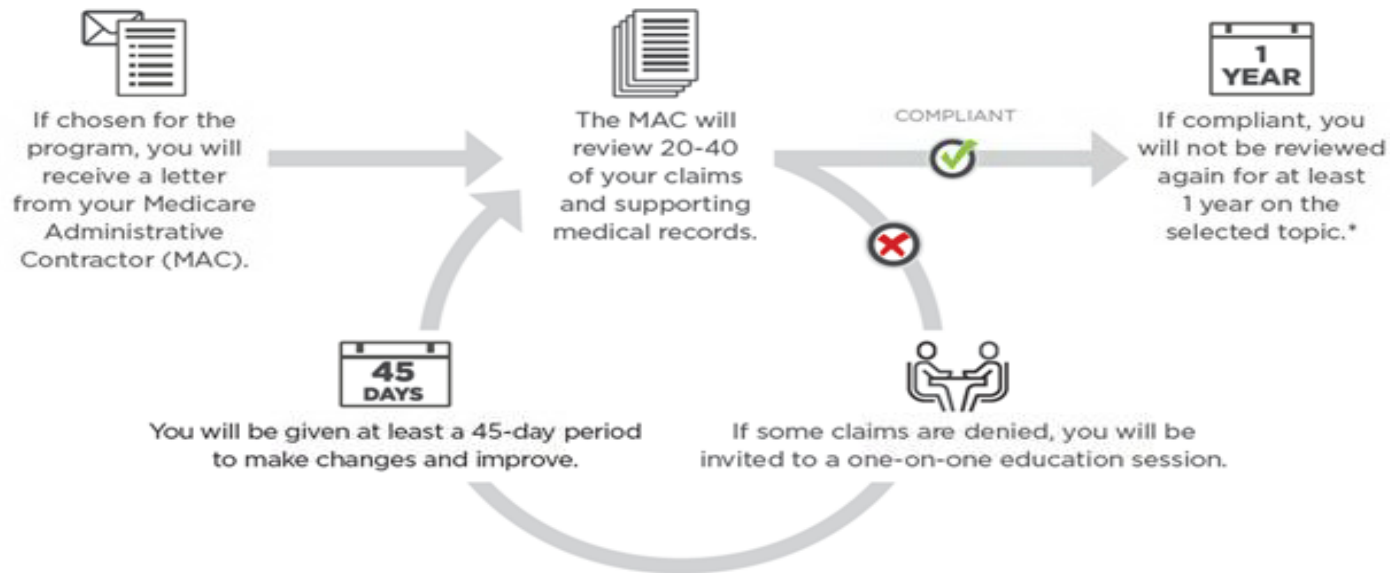 If chosen for the
program, you will
receive a letter
from your Medicare
Administrative
Contractor (MAC).
The MAC will
review 20-40
of your claims
and supporting
medical records.
COMPLIANT
1
YEAR
If compliant, you
will not be reviewed
again for at least
1 year on the
selected topic.*
45
DAYS
You will be given at least a 45-day period
to make changes and improve.
If some claims are denied, you will be
invited to a one-on-one education session.